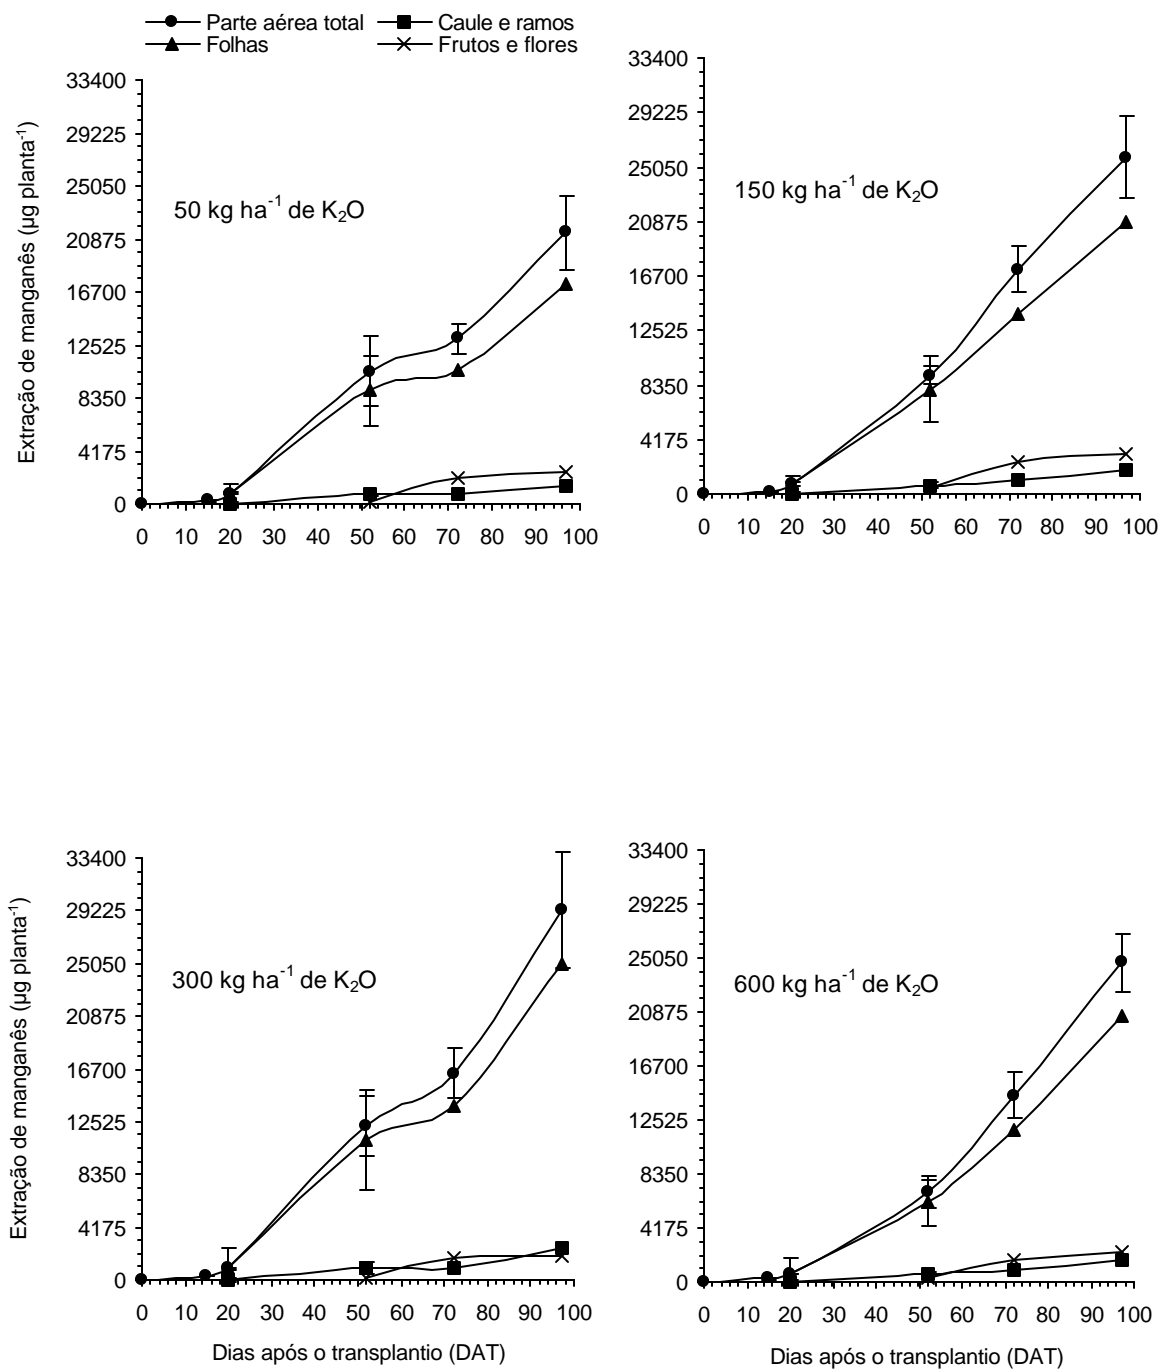 Parte aérea total Caule e ramos
Folhas Frutos e flores
Extração de manganês (µg planta⁻¹)
33400
29225
25050
20875
16700
12525
8350
4175
0
50 kg ha⁻¹ de K₂O
0 10 20 30 40 50 60 70 80 90 100
33400
29225
25050
20875
16700
12525
8350
4175
0
150 kg ha⁻¹ de K₂O
0 10 20 30 40 50 60 70 80 90 100
Extração de manganês (µg planta⁻¹)
33400
29225
25050
20875
16700
12525
8350
4175
0
300 kg ha⁻¹ de K₂O
0 10 20 30 40 50 60 70 80 90 100
Dias após o transplantio (DAT)
33400
29225
25050
20875
16700
12525
8350
4175
0
600 kg ha⁻¹ de K₂O
0 10 20 30 40 50 60 70 80 90 100
Dias após o transplantio (DAT)